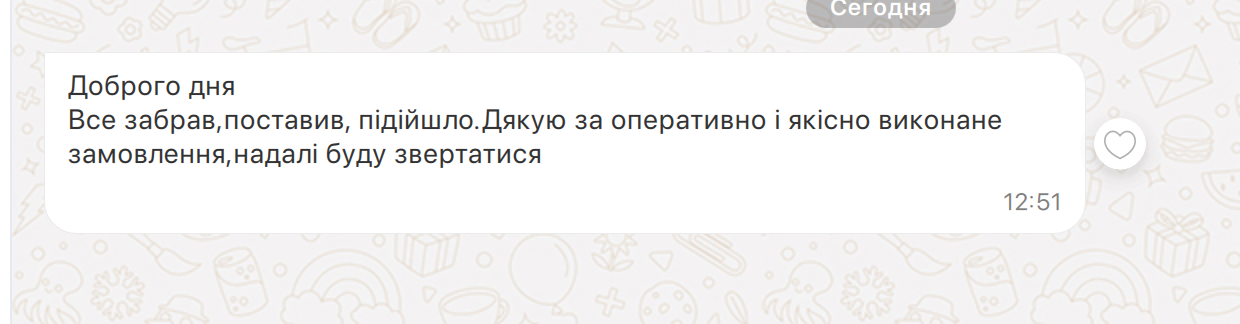 Сегодня
Доброго дня
Все забрав,поставив, підійшло.Дякую за оперативно і якісно виконане
замовлення,надалі буду звертатися
12:51